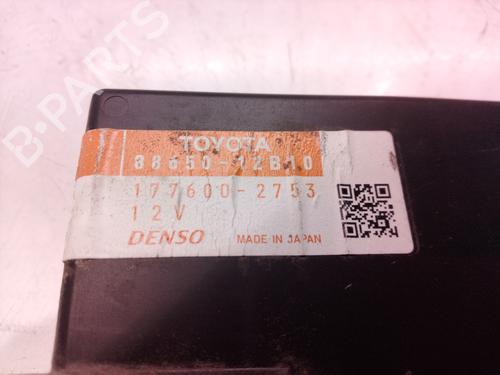 B-PARTS
TOYOTA
88650-12B10
177600-2753
12V
DENSO MADE IN JAPAN